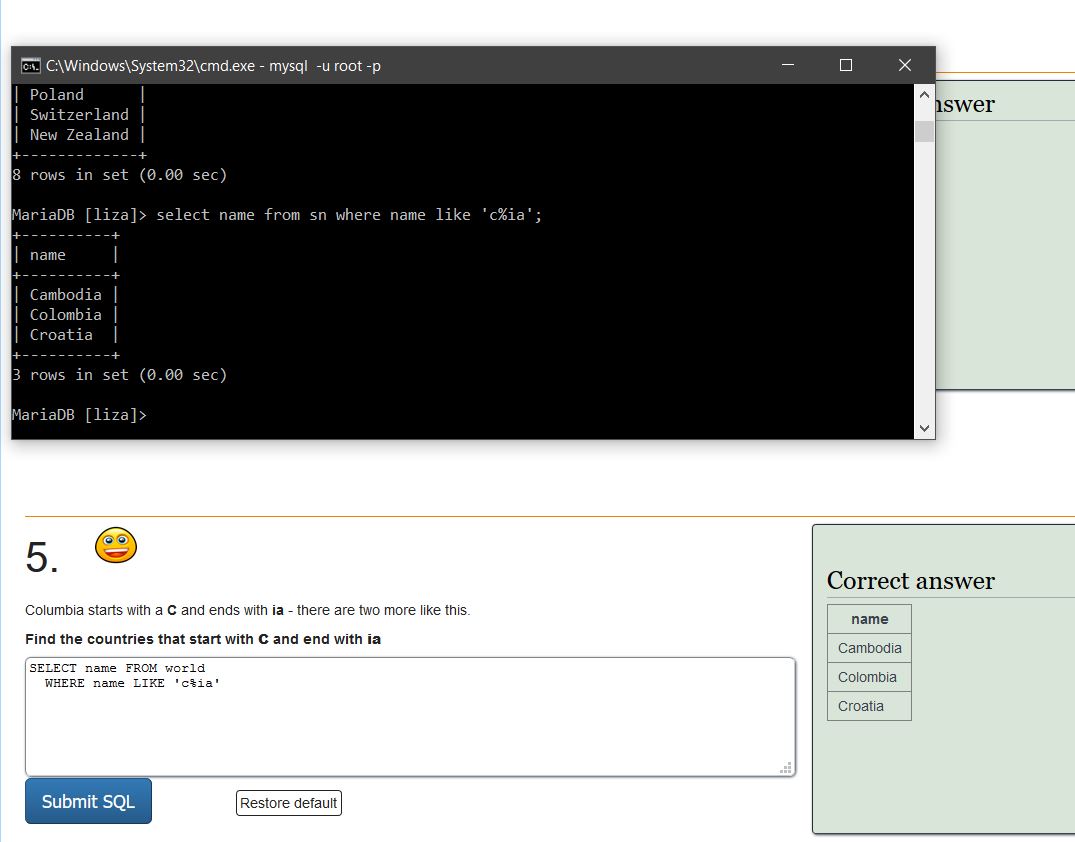 C:\Windows\System32\cmd.exe - mysql  -u root -p
| Poland      |
| Switzerland |
| New Zealand |
+-------------+
8 rows in set (0.00 sec)
MariaDB [liza]> select name from sn where name like 'c%ia';
+----------+
| name     |
+----------+
| Cambodia |
| Colombia |
| Croatia  |
+----------+
3 rows in set (0.00 sec)
MariaDB [liza]>
nswer
5.
Columbia starts with a C and ends with ia - there are two more like this.
Find the countries that start with C and end with ia
SELECT name FROM world
  WHERE name LIKE 'c%ia'
Submit SQL
Restore default
Correct answer
name
Cambodia
Colombia
Croatia